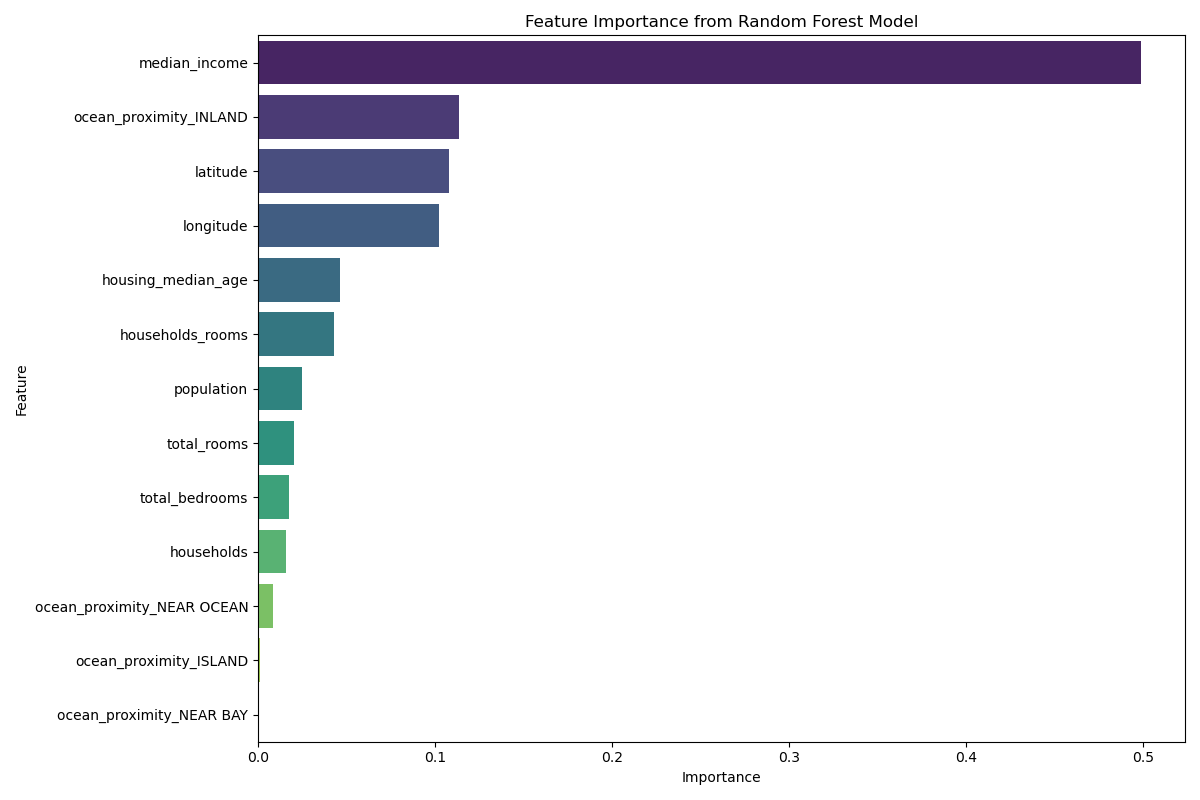 Feature Importance from Random Forest Model
Feature
median_income
ocean_proximity_INLAND
latitude
longitude
housing_median_age
households_rooms
population
total_rooms
total_bedrooms
households
ocean_proximity_NEAR OCEAN
ocean_proximity_ISLAND
ocean_proximity_NEAR BAY
0.0 0.1 0.2 0.3 0.4 0.5
Importance